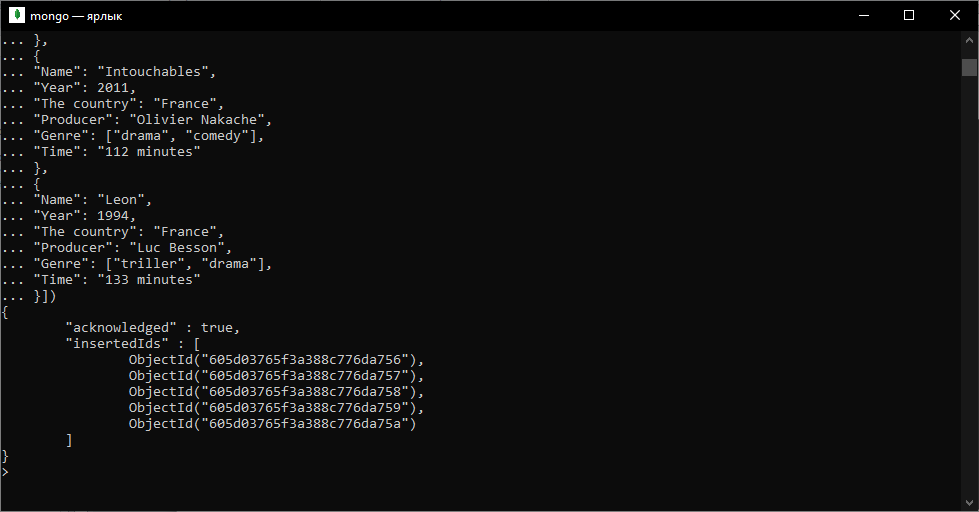 mongo — ярлык
... },
... {
... "Name": "Intouchables",
... "Year": 2011,
... "The country": "France",
... "Producer": "Olivier Nakache",
... "Genre": ["drama", "comedy"],
... "Time": "112 minutes"
... },
... {
... "Name": "Leon",
... "Year": 1994,
... "The country": "France",
... "Producer": "Luc Besson",
... "Genre": ["triller", "drama"],
... "Time": "133 minutes"
... }])
{
        "acknowledged" : true,
        "insertedIds" : [
                ObjectId("605d03765f3a388c776da756"),
                ObjectId("605d03765f3a388c776da757"),
                ObjectId("605d03765f3a388c776da758"),
                ObjectId("605d03765f3a388c776da759"),
                ObjectId("605d03765f3a388c776da75a")
        ]
}
>